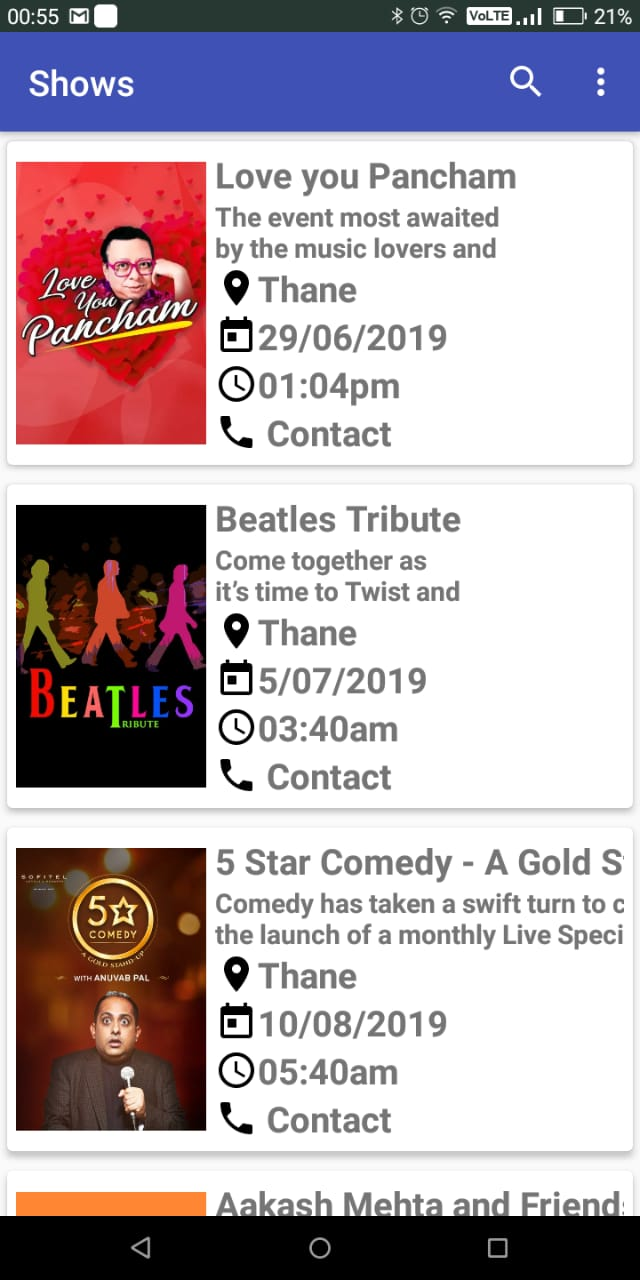 00:55 VoLTE 21%
Shows
Love you Pancham
The event most awaited
by the music lovers and
Thane
29/06/2019
01:04pm
Contact
Love
You
Pancham
Beatles Tribute
Come together as
it’s time to Twist and
Thane
5/07/2019
03:40am
Contact
BEATLES
TRIBUTE
5 Star Comedy - A Gold S
Comedy has taken a swift turn to c
the launch of a monthly Live Speci
Thane
10/08/2019
05:40am
Contact
SOFITEL
5
COMEDY
A GOLD STAND-UP
WITH ANUVAB PAL
Aakash Mehta and Friend